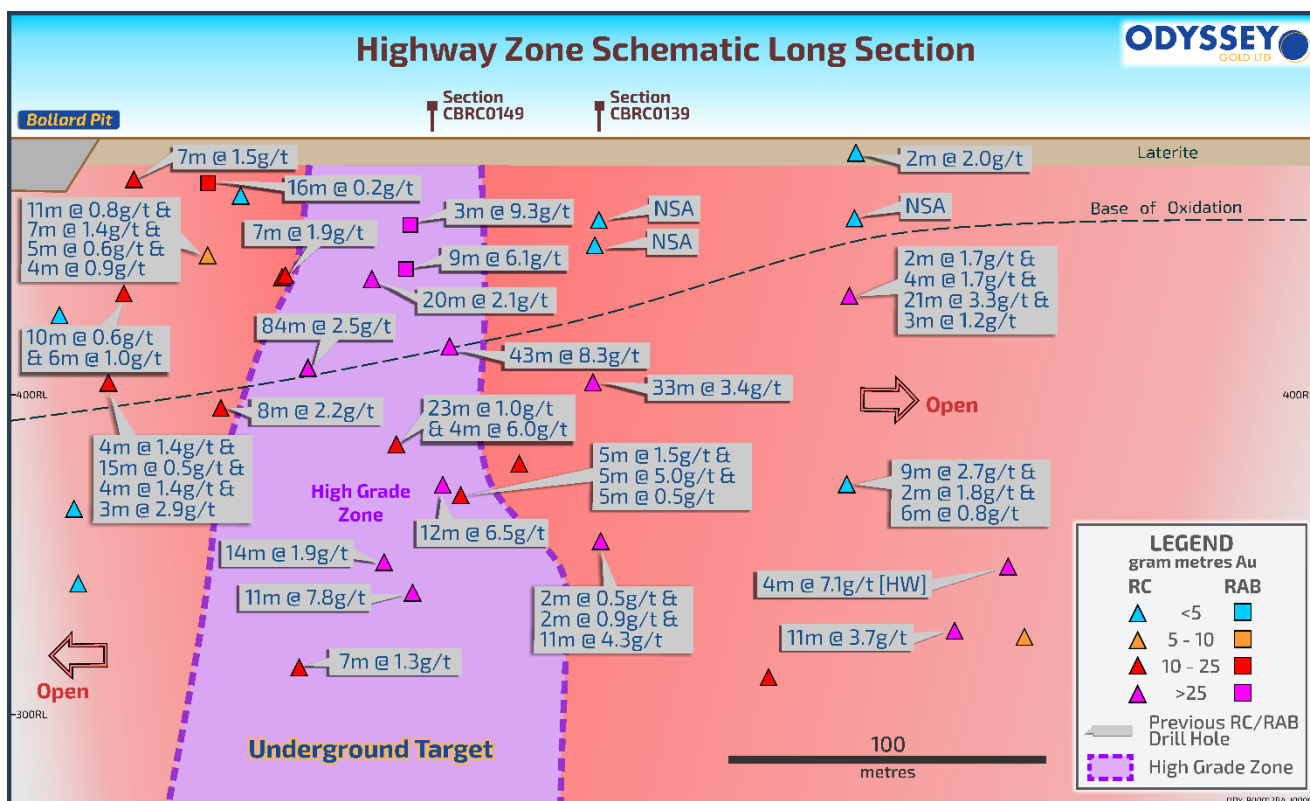 Highway Zone Schematic Long Section
ODYSSEY
GOLD LTD
Section
CBRC0149
Section
CBRC0139
Bollard Pit
7m @ 1.5g/t
16m @ 0.2g/t
2m @ 2.0g/t
Laterite
11m @ 0.8g/t &
7m @ 1.4g/t &
5m @ 0.6g/t &
4m @ 0.9g/t
7m @ 1.9g/t
3m @ 9.3g/t
NSA
NSA
NSA
Base of Oxidation
9m @ 6.1g/t
20m @ 2.1g/t
2m @ 1.7g/t &
4m @ 1.7g/t &
21m @ 3.3g/t &
3m @ 1.2g/t
10m @ 0.6g/t
& 6m @ 1.0g/t
84m @ 2.5g/t
43m @ 8.3g/t
33m @ 3.4g/t
400RL
400RL
Open
8m @ 2.2g/t
23m @ 1.0g/t
& 4m @ 6.0g/t
4m @ 1.4g/t &
15m @ 0.5g/t &
4m @ 1.4g/t &
3m @ 2.9g/t
5m @ 1.5g/t &
5m @ 5.0g/t &
5m @ 0.5g/t
9m @ 2.7g/t &
2m @ 1.8g/t &
6m @ 0.8g/t
High Grade
Zone
12m @ 6.5g/t
14m @ 1.9g/t
11m @ 7.8g/t
2m @ 0.5g/t &
2m @ 0.9g/t &
11m @ 4.3g/t
4m @ 7.1g/t [HW]
11m @ 3.7g/t
7m @ 1.3g/t
Open
300RL
Underground Target
100
metres
LEGEND
gram metres Au
RC RAB
<5
5 - 10
10 - 25
>25
Previous RC/RAB
Drill Hole
High Grade Zone